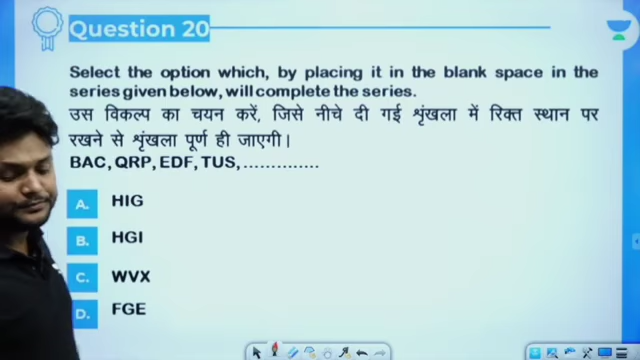 Question 20
Select the option which, by placing it in the blank space in the
series given below, will complete the series.
उस विकल्प का चयन करें, जिसे नीचे दी गई शृंखला में रिक्त स्थान पर
रखने से शृंखला पूर्ण ही जाएगी।
BAC, QRP, EDF, TUS, ..............
A. HIG
B. HGI
C. WVX
D. FGE